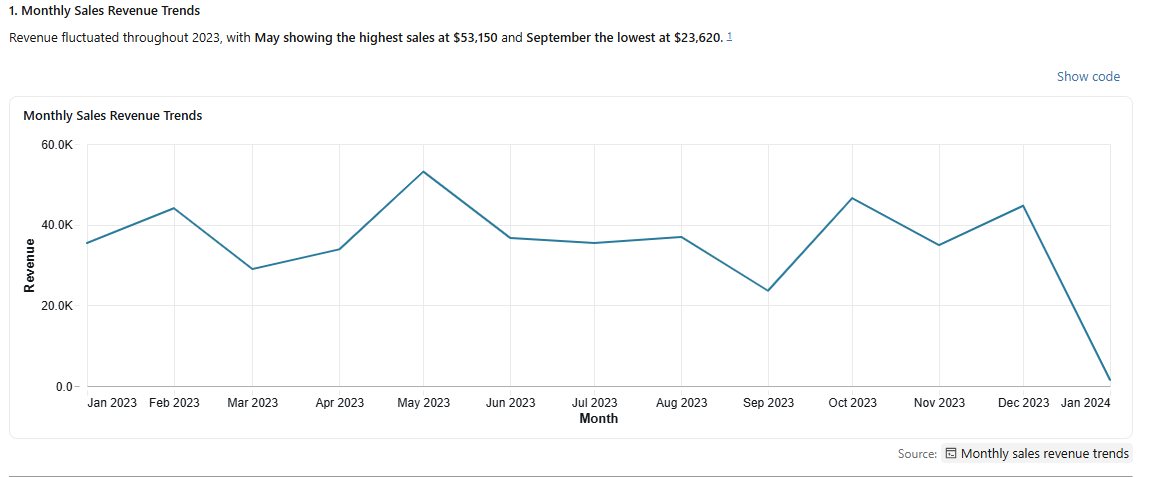 1. Monthly Sales Revenue Trends
Revenue fluctuated throughout 2023, with May showing the highest sales at $53,150 and September the lowest at $23,620. 1
Show code
Monthly Sales Revenue Trends
60.0K
40.0K
20.0K
0.0
Revenue
Jan 2023 Feb 2023 Mar 2023 Apr 2023 May 2023 Jun 2023 Jul 2023 Aug 2023 Sep 2023 Oct 2023 Nov 2023 Dec 2023 Jan 2024
Month
Source: Monthly sales revenue trends